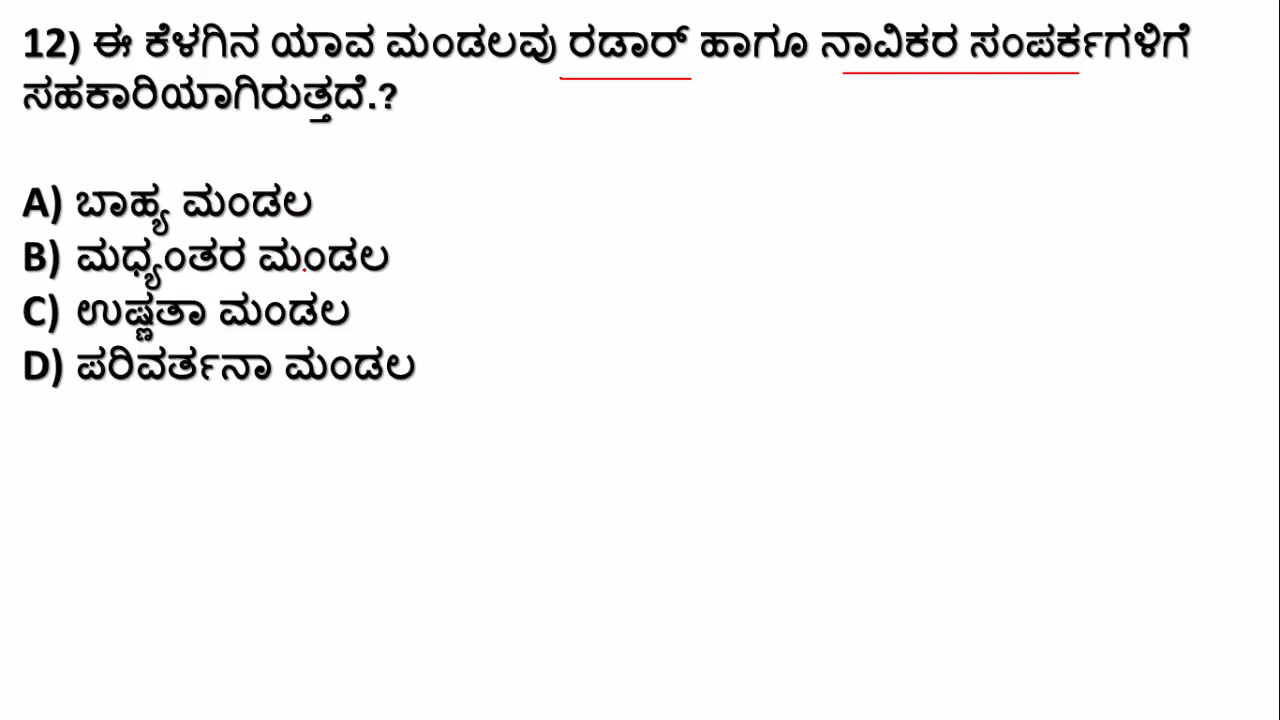 12) ಈ ಕೆಳಗಿನ ಯಾವ ಮಂಡಲವು ರಡಾರ್ ಹಾಗೂ ನಾವಿಕರ ಸಂಪರ್ಕಗಳಿಗೆ
ಸಹಕಾರಿಯಾಗಿರುತ್ತದೆ.?
A) ಬಾಹ್ಯ ಮಂಡಲ
B) ಮಧ್ಯಂತರ ಮಂಡಲ
C) ಉಷ್ಣತಾ ಮಂಡಲ
D) ಪರಿವರ್ತನಾ ಮಂಡಲ